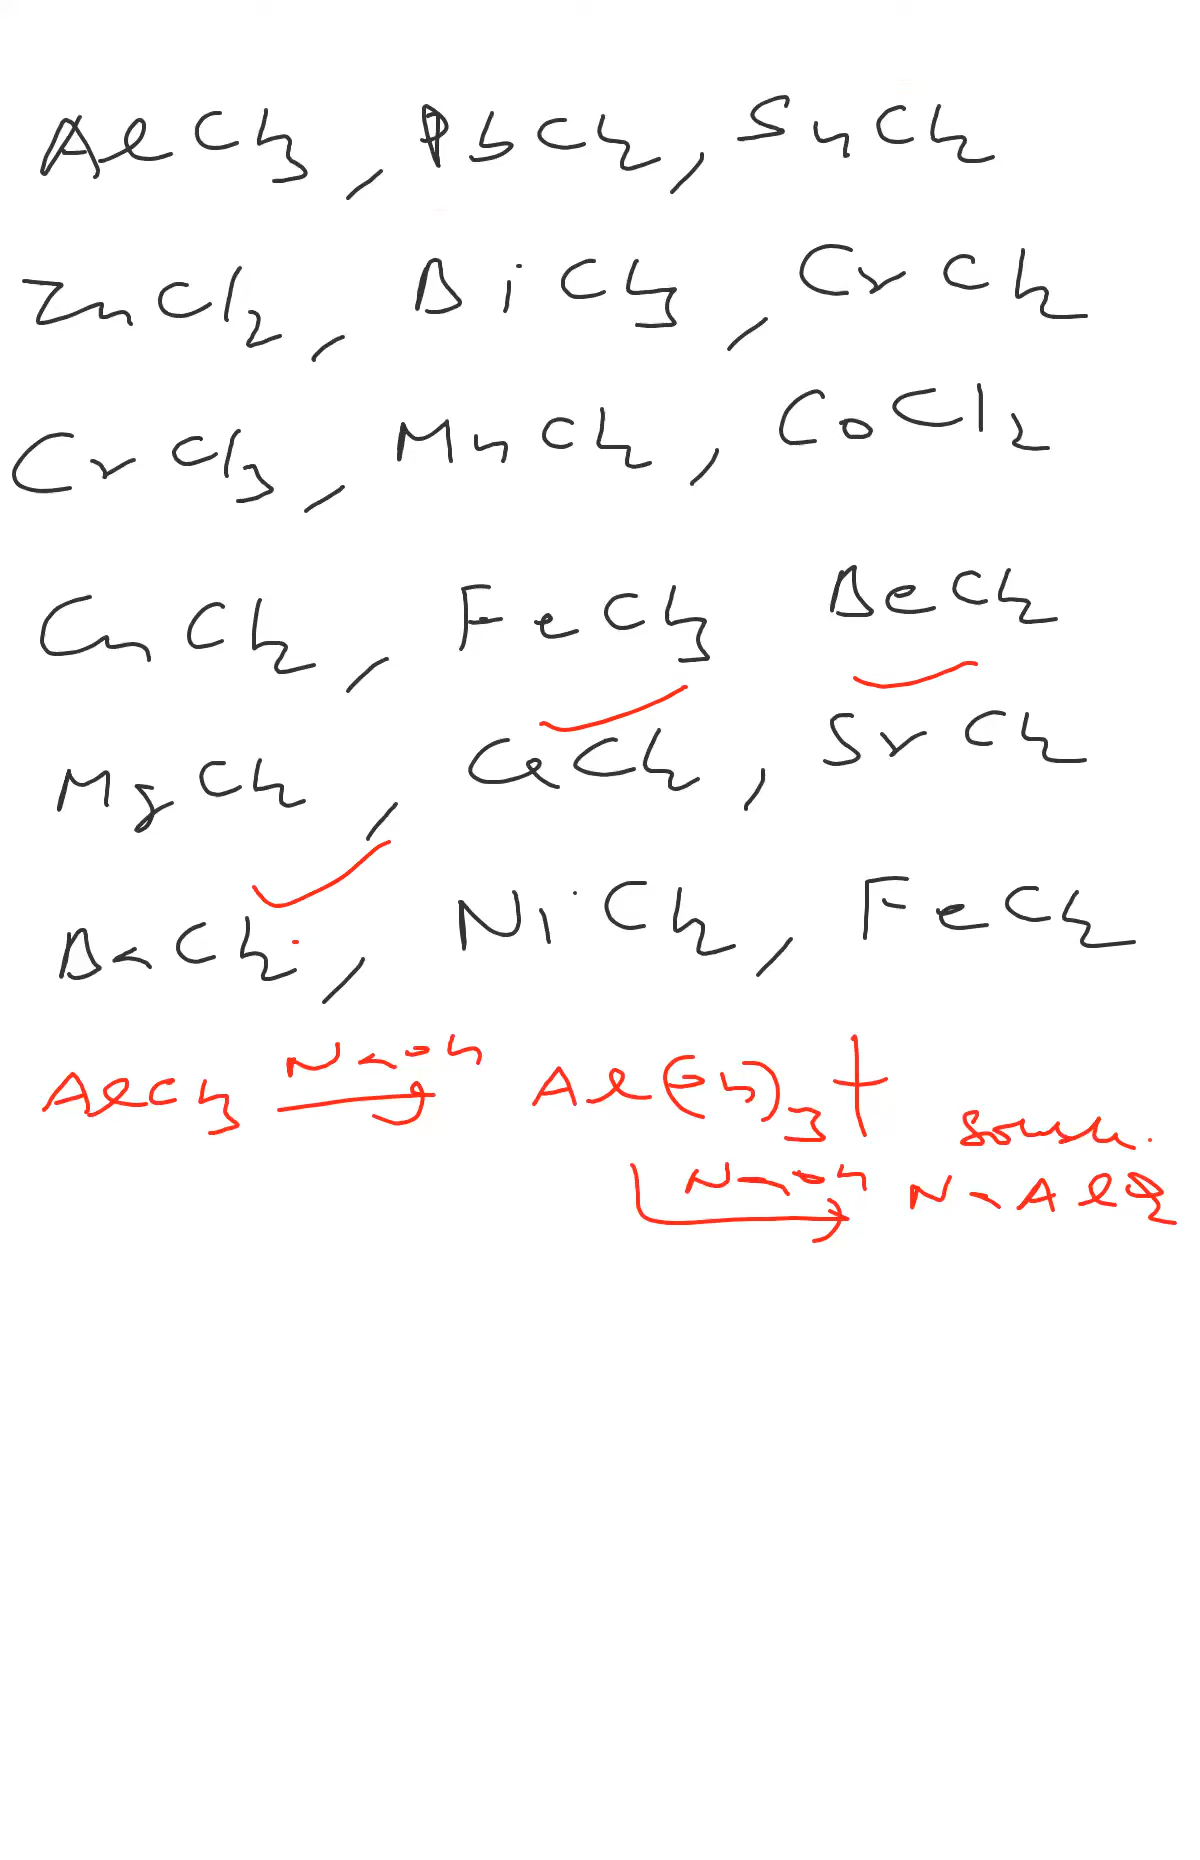 AlCl3, PbCl2, SnCl2
ZnCl2, BiCl3, CrCl2
CrCl3, MnCl2, CoCl2
CuCl2, FeCl3 BeCl2
MgCl2, CaCl2, SrCl2
BaCl2, NiCl2, FeCl2
AlCl3 NaOH Al(OH)3
NaOH NaAlO2